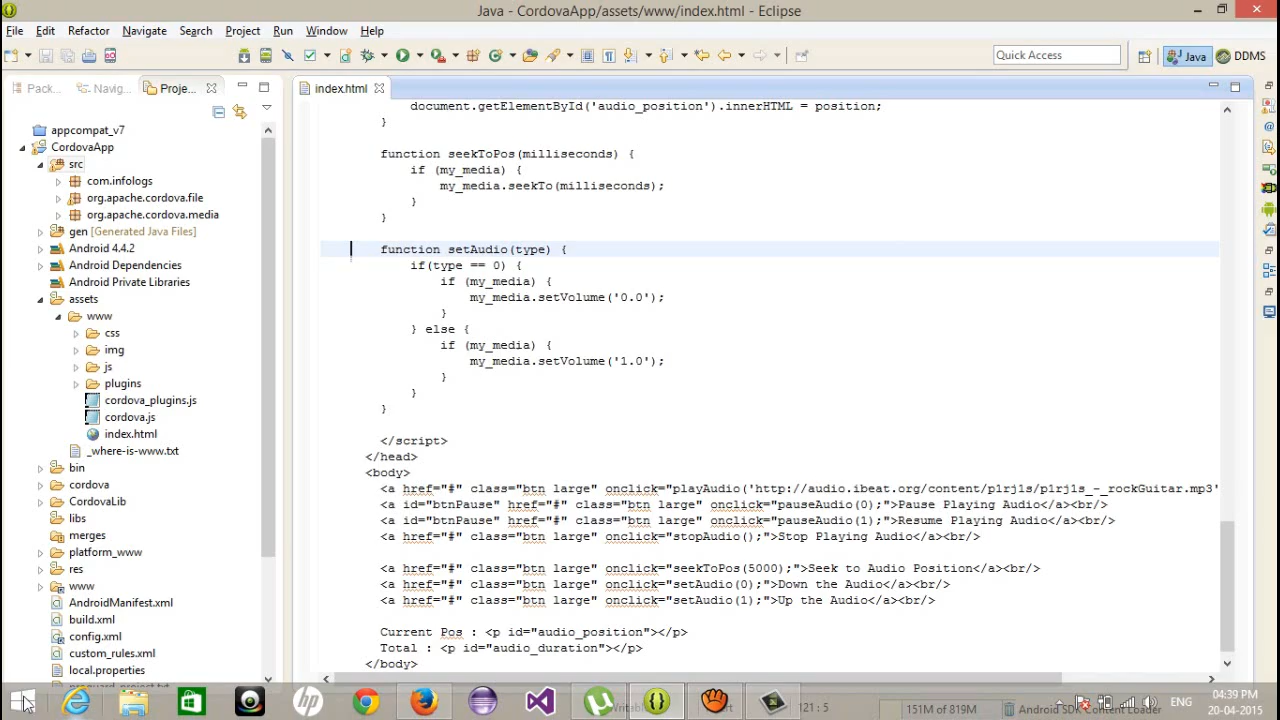 Java - CordovaApp/assets/www/index.html - Eclipse
File Edit Refactor Navigate Search Project Run Window Help
Quick Access
Java
DDMS
Pack...
Navig...
Proje...
index.html
appcompat_v7
CordovaApp
src
com.infologs
org.apache.cordova.file
org.apache.cordova.media
gen [Generated Java Files]
Android 4.4.2
Android Dependencies
Android Private Libraries
assets
www
css
img
js
plugins
cordova_plugins.js
cordova.js
index.html
_where-is-www.txt
bin
cordova
CordovaLib
libs
merges
platform_www
res
www
AndroidManifest.xml
build.xml
config.xml
custom_rules.xml
local.properties
document.getElementById('audio_position').innerHTML = position;
}
function seekToPos(milliseconds) {
if (my_media) {
my_media.seekTo(milliseconds);
}
}
function setAudio(type) {
if(type == 0) {
if (my_media) {
my_media.setVolume('0.0');
}
} else {
if (my_media) {
my_media.setVolume('1.0');
}
}
}
</script>
</head>
<body>
<a href="#" class="btn large" onclick="playAudio('http://audio.ibeat.org/content/p1rj1s/p1rj1s_-_rockGuitar.mp3'
<a id="btnPause" href="#" class="btn large" onclick="pauseAudio(0);">Pause Playing Audio</a><br/>
<a id="btnPause" href="#" class="btn large" onclick="pauseAudio(1);">Resume Playing Audio</a><br/>
<a href="#" class="btn large" onclick="stopAudio();">Stop Playing Audio</a><br/>
<a href="#" class="btn large" onclick="seekToPos(5000);">Seek to Audio Position</a><br/>
<a href="#" class="btn large" onclick="setAudio(0);">Down the Audio</a><br/>
<a href="#" class="btn large" onclick="setAudio(1);">Up the Audio</a><br/>
Current Pos : <p id="audio_position"></p>
Total : <p id="audio_duration"></p>
</body>
121 : 5
151M of 819M
Android SDK Content Loader
ENG
04:39 PM
20-04-2015